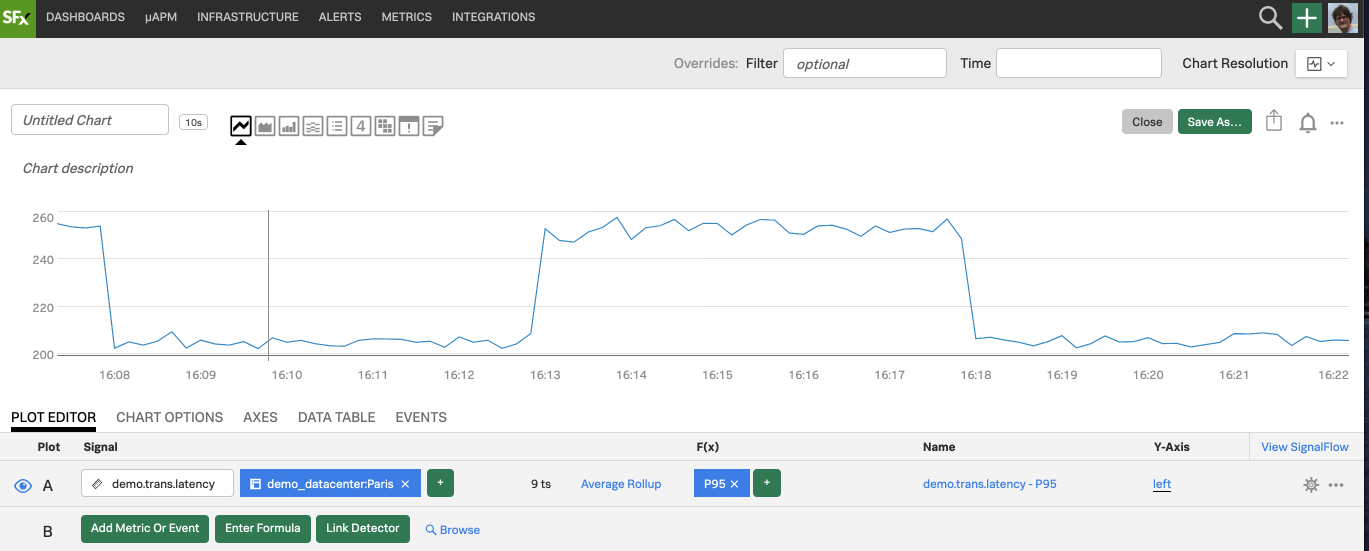 SFx DASHBOARDS µAPM INFRASTRUCTURE ALERTS METRICS INTEGRATIONS
Overrides: Filter optional Time Chart Resolution
Untitled Chart 10s 4 Close Save As...
Chart description
260
240
220
200
16:08 16:09 16:10 16:11 16:12 16:13 16:14 16:15 16:16 16:17 16:18 16:19 16:20 16:21 16:22
PLOT EDITOR CHART OPTIONS AXES DATA TABLE EVENTS
Plot Signal F(x) Name Y-Axis View SignalFlow
A demo.trans.latency demo_datacenter:Paris × + 9 ts Average Rollup P95 × + demo.trans.latency - P95 left
B Add Metric Or Event Enter Formula Link Detector Browse